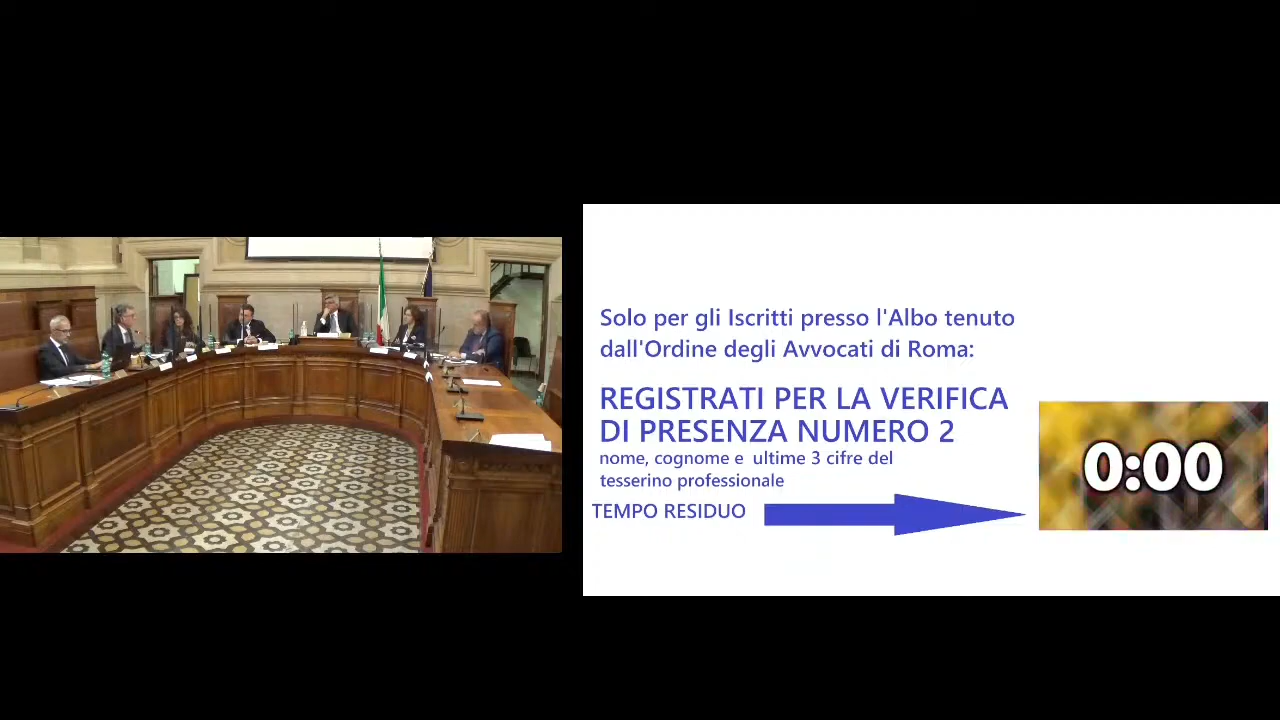 Solo per gli Iscritti presso l'Albo tenuto
dall'Ordine degli Avvocati di Roma:
REGISTRATI PER LA VERIFICA
DI PRESENZA NUMERO 2
nome, cognome e ultime 3 cifre del
tesserino professionale
TEMPO RESIDUO
0:00